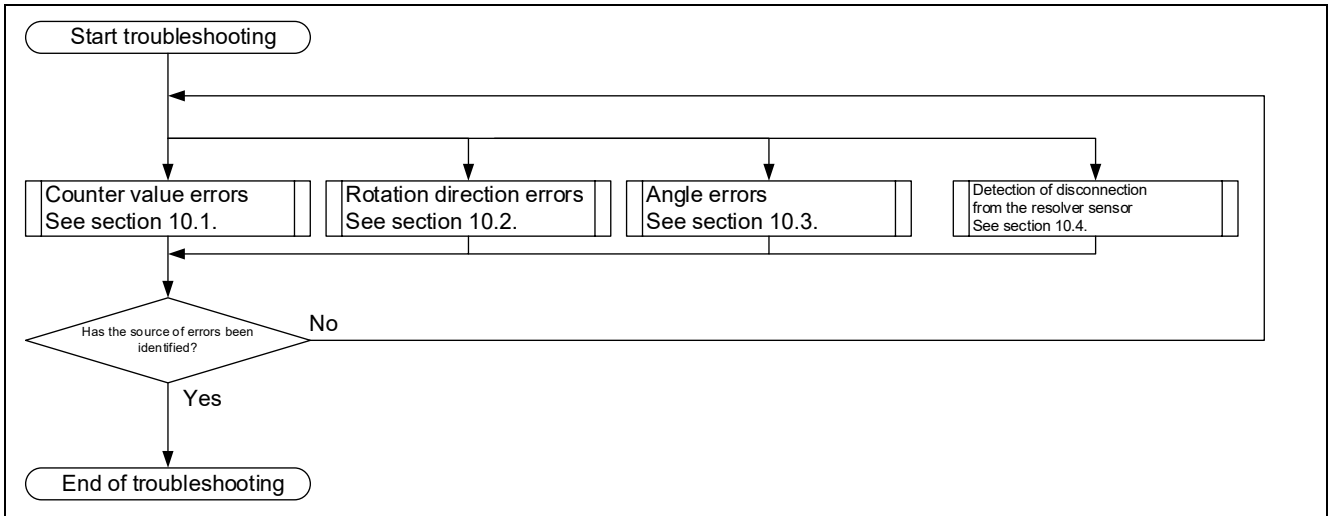 Start troubleshooting
Counter value errors
See section 10.1.
Rotation direction errors
See section 10.2.
Angle errors
See section 10.3.
Detection of disconnection
from the resolver sensor
See section 10.4.
Has the source of errors been
identified?
No
Yes
End of troubleshooting